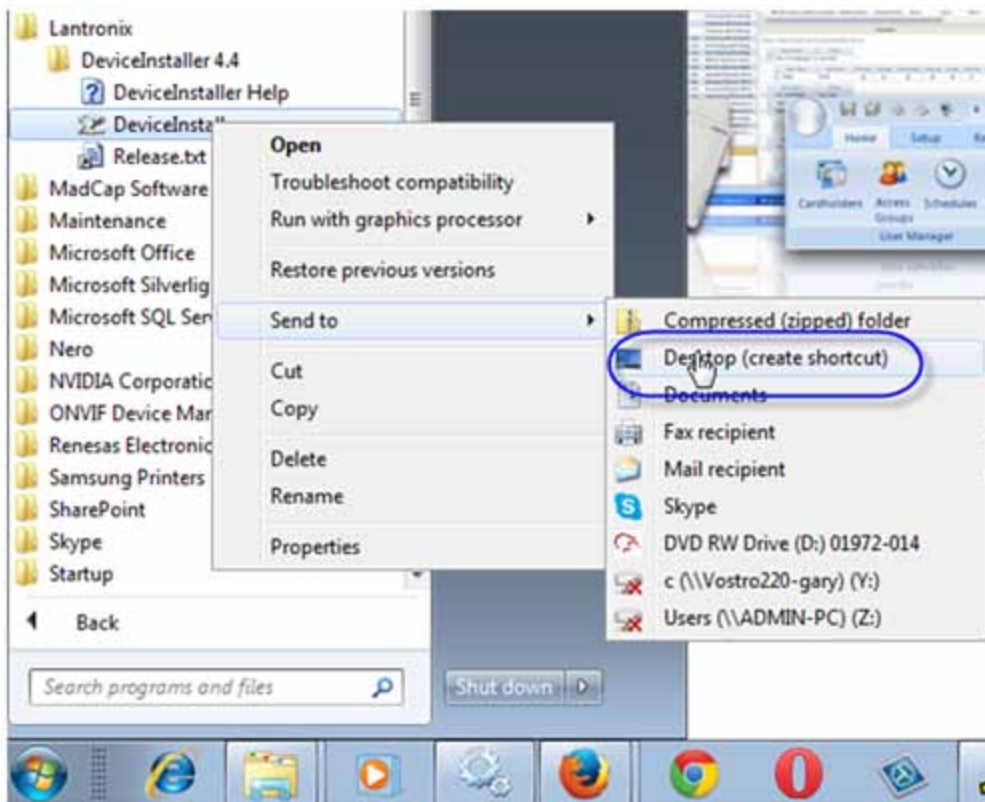 Lantronix
DeviceInstaller 4.4
DeviceInstaller Help
DeviceInstall
Release.txt
MadCap Software
Maintenance
Microsoft Office
Microsoft Silverlig
Microsoft SQL Ser
Nero
NVIDIA Corporatic
ONVIF Device Mar
Renesas Electronic
Samsung Printers
SharePoint
Skype
Startup
Back
Search programs and files
Shut down
Open
Troubleshoot compatibility
Run with graphics processor
Restore previous versions
Send to
Cut
Copy
Delete
Rename
Properties
Compressed (zipped) folder
Desktop (create shortcut)
Documents
Fax recipient
Mail recipient
Skype
DVD RW Drive (D:) 01972-014
c (\\Vostro220-gary) (Y:)
Users (\\ADMIN-PC) (Z:)
Home Setup
Cardholders Access Groups Schedules
User Manager